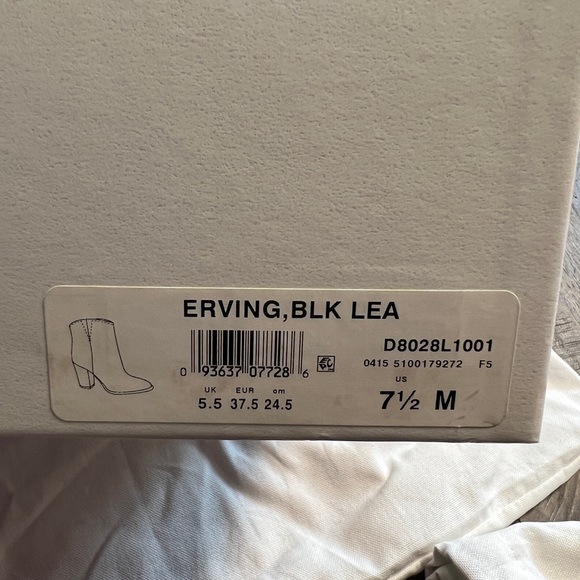 ERVING,BLK LEA
D8028L1001
0 93637 07728 6
0415 5100179272 F5
UK EUR cm US
5.5 37.5 24.5 7½ M